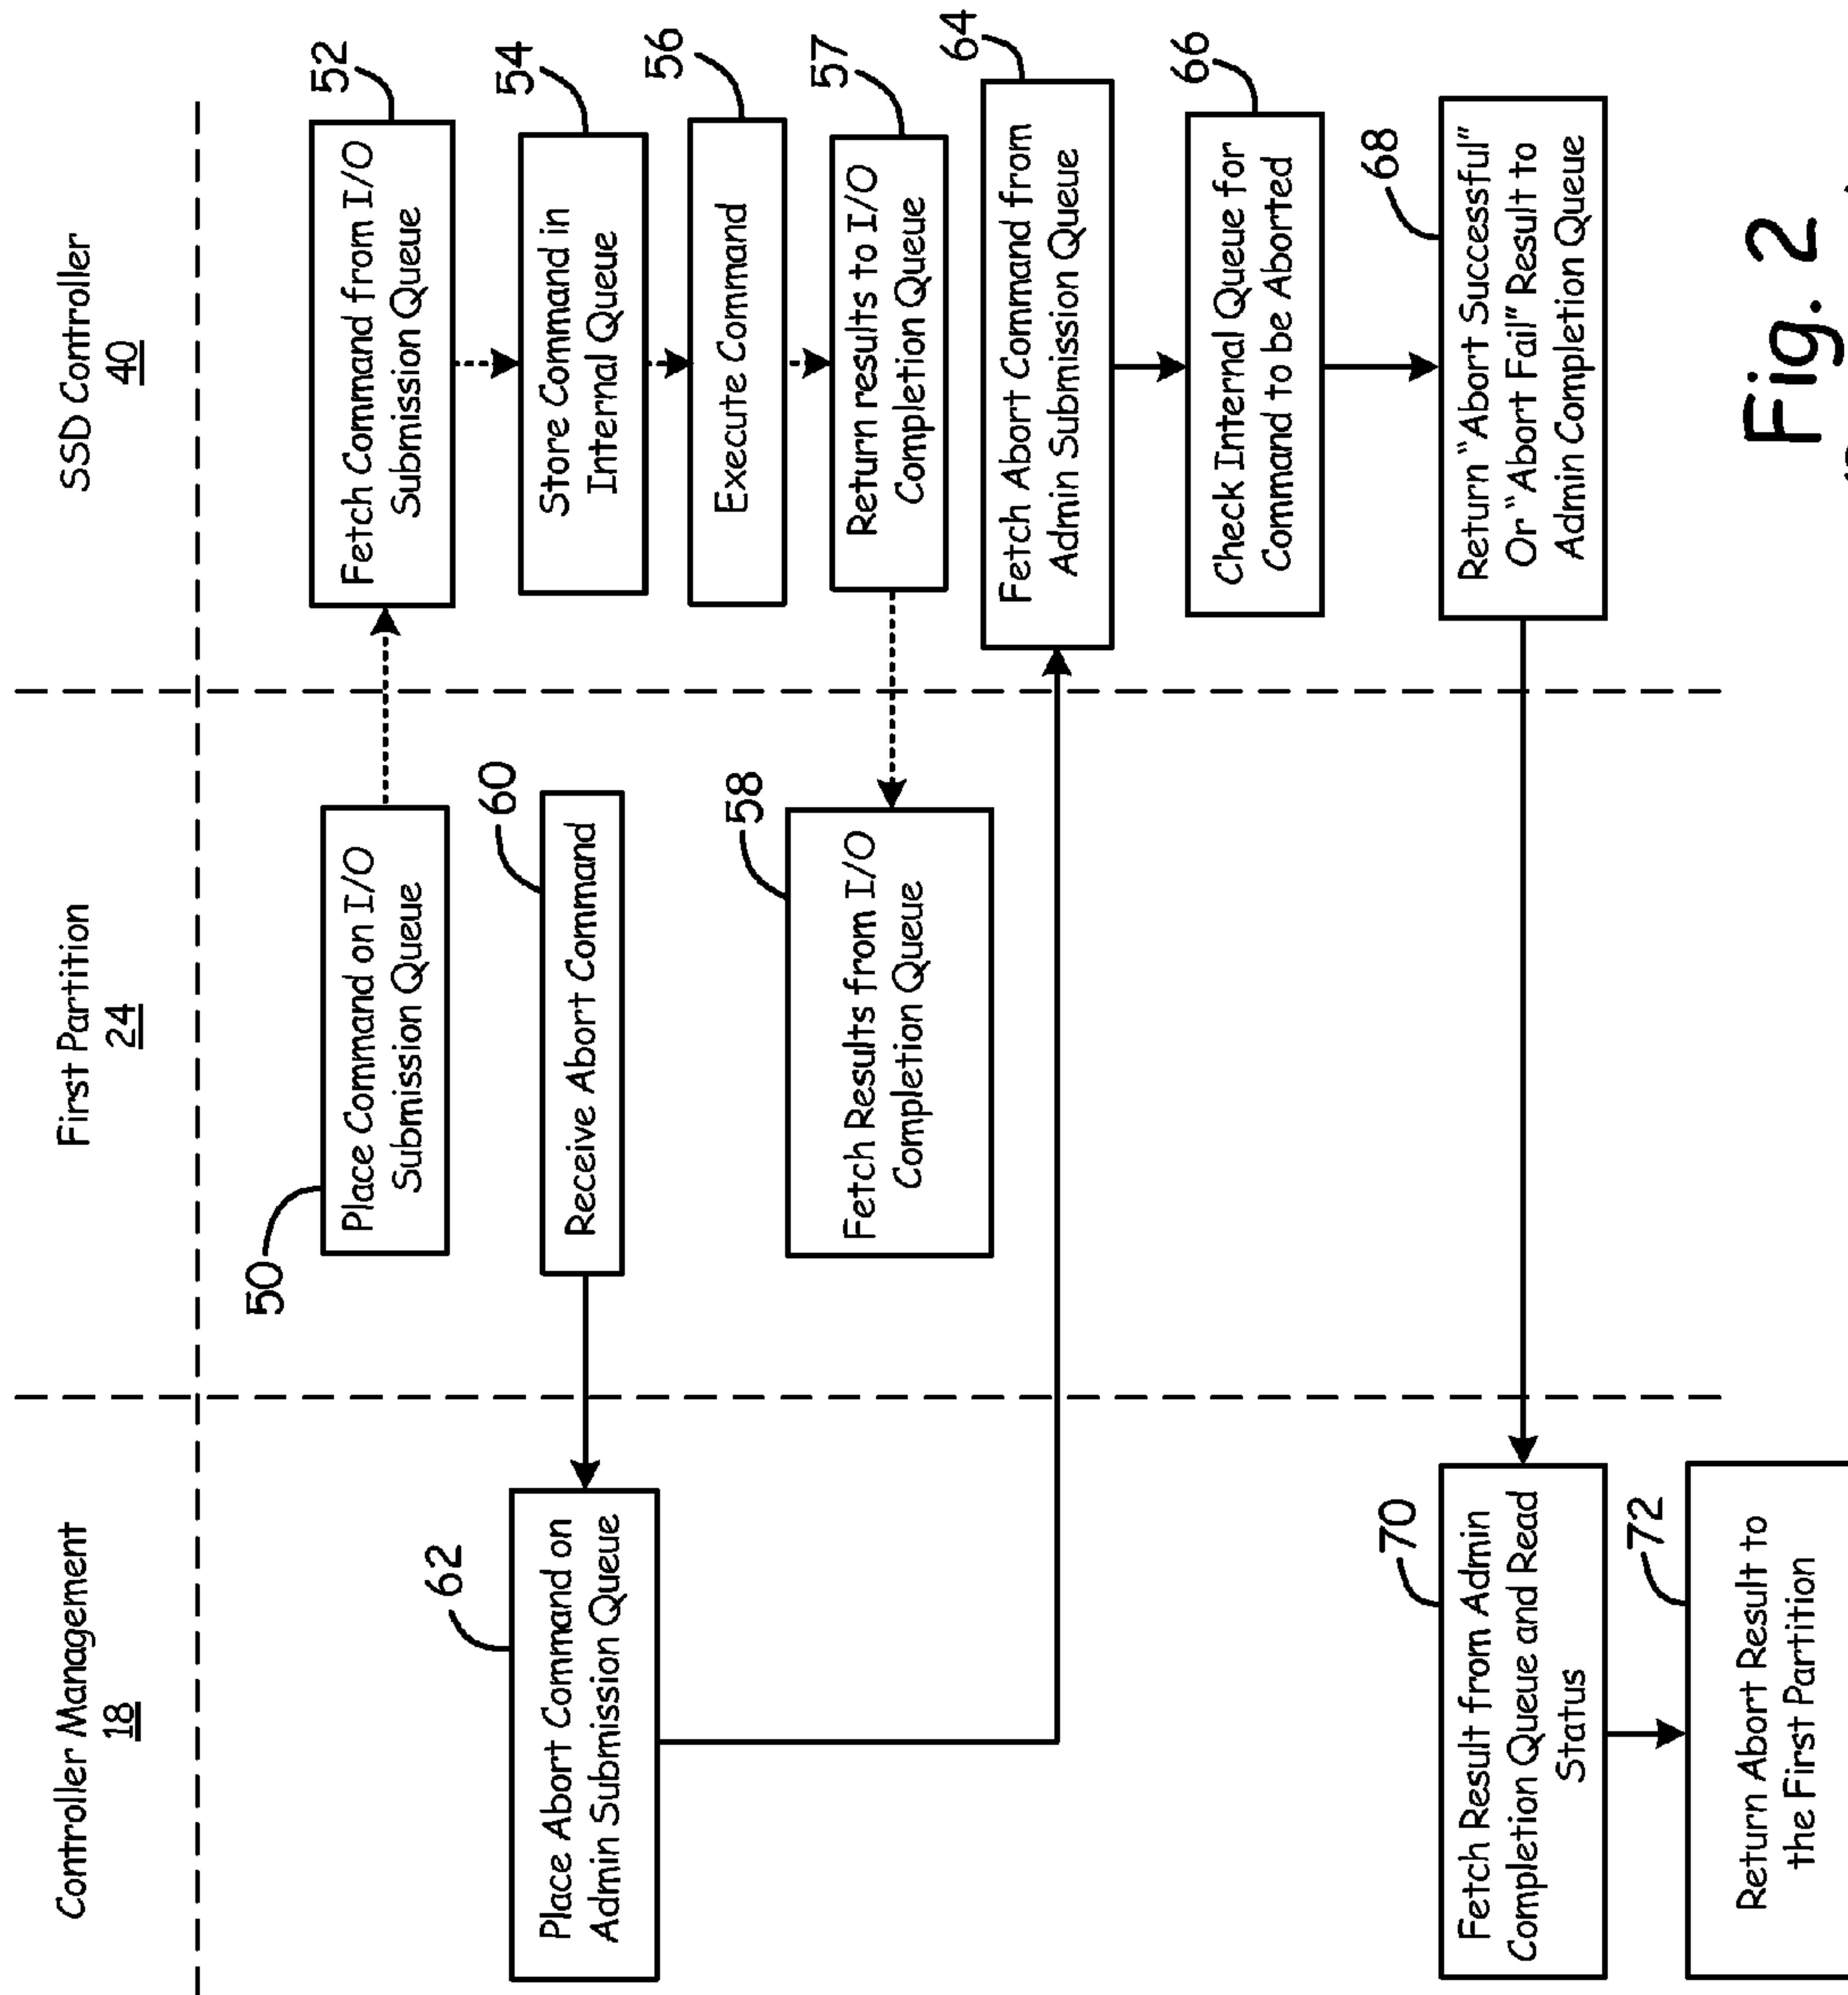 Controller Management
18
First Partition
24
SSD Controller
40
50
Place Command on I/O
Submission Queue
52
Fetch Command from I/O
Submission Queue
54
Store Command in
Internal Queue
60
Receive Abort Command
62
Place Abort Command on
Admin Submission Queue
56
Execute Command
57
Return results to I/O
Completion Queue
58
Fetch Results from I/O
Completion Queue
64
Fetch Abort Command from
Admin Submission Queue
66
Check Internal Queue for
Command to be Aborted
68
Return “Abort Successful”
Or “Abort Fail” Result to
Admin Completion Queue
70
Fetch Result from Admin
Completion Queue and Read
Status
72
Return Abort Result to
the First Partition
Fig. 2